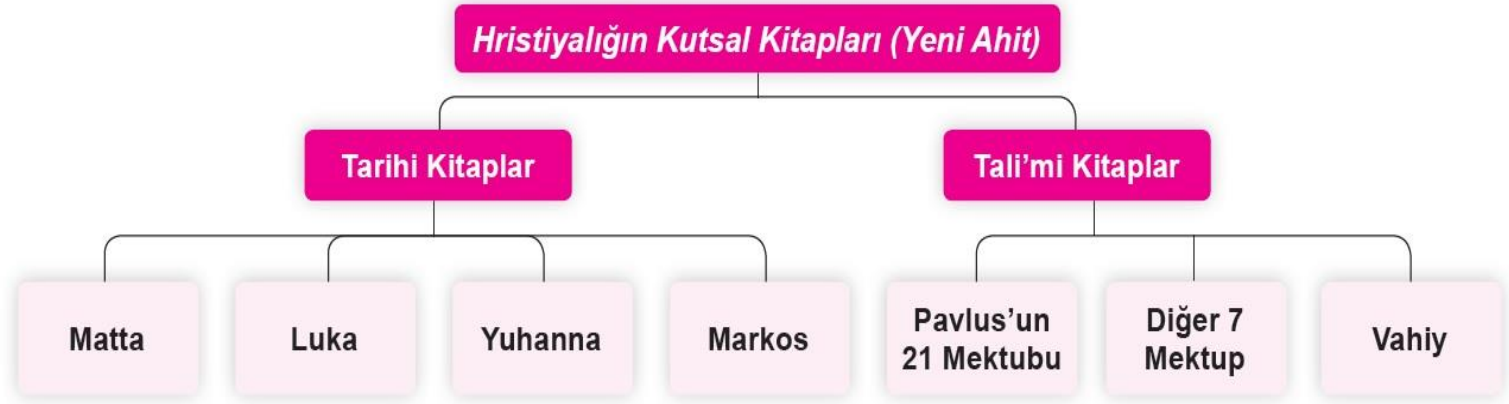 Hristiyalığın Kutsal Kitapları (Yeni Ahit)
Tarihi Kitaplar
Tali’mi Kitaplar
Matta
Luka
Yuhanna
Markos
Pavlus’un
21 Mektubu
Diğer 7
Mektup
Vahiy